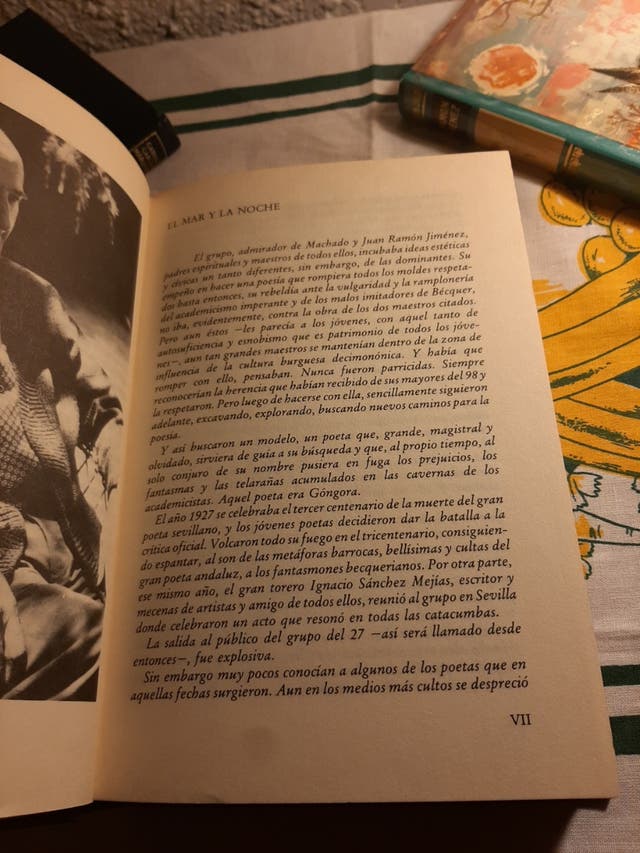 EL MAR Y LA NOCHE
El grupo, admirador de Machado y Juan Ramón Jiménez,
padres espirituales y maestros de todos ellos, incubaba ideas estéticas
y cívicas un tanto diferentes, sin embargo, de las dominantes. Su
empeño en hacer una poesía que rompiera todos los moldes respeta-
dos hasta entonces, su rebeldía ante la vulgaridad y la ramplonería
del academicismo imperante y de los malos imitadores de Bécquer,
no iba, evidentemente, contra la obra de los dos maestros citados.
Pero aun éstos —les parecía a los jóvenes, con aquel tanto de
autosuficiencia y esnobismo que es patrimonio de todos los jóve-
nes—, aun tan grandes maestros se mantenían dentro de la zona de
influencia de la cultura burguesa decimonónica. Y había que
romper con ello, pensaban. Nunca fueron parricidas. Siempre
reconocerían la herencia que habían recibido de sus mayores del 98 y
la respetaron. Pero luego de hacerse con ella, sencillamente siguieron
adelante, excavando, explorando, buscando nuevos caminos para la
poesía.
Y así buscaron un modelo, un poeta que, grande, magistral y
olvidado, sirviera de guía a su búsqueda y que, al propio tiempo, al
solo conjuro de su nombre pusiera en fuga los prejuicios, los
fantasmas y las telarañas acumulados en las cavernas de los
academicistas. Aquel poeta era Góngora.
El año 1927 se celebraba el tercer centenario de la muerte del gran
poeta sevillano, y los jóvenes poetas decidieron dar la batalla a la
crítica oficial. Volcaron todo su fuego en el tricentenario, consiguien-
do espantar, al son de las metáforas barrocas, bellísimas y cultas del
gran poeta andaluz, a los fantasmones becquerianos. Por otra parte,
ese mismo año, el gran torero Ignacio Sánchez Mejías, escritor y
mecenas de artistas y amigo de todos ellos, reunió al grupo en Sevilla
donde celebraron un acto que resonó en todas las catacumbas.
La salida al público del grupo del 27 —así será llamado desde
entonces—, fue explosiva.
Sin embargo muy pocos conocían a algunos de los poetas que en
aquellas fechas surgieron. Aun en los medios más cultos se despreció
VII